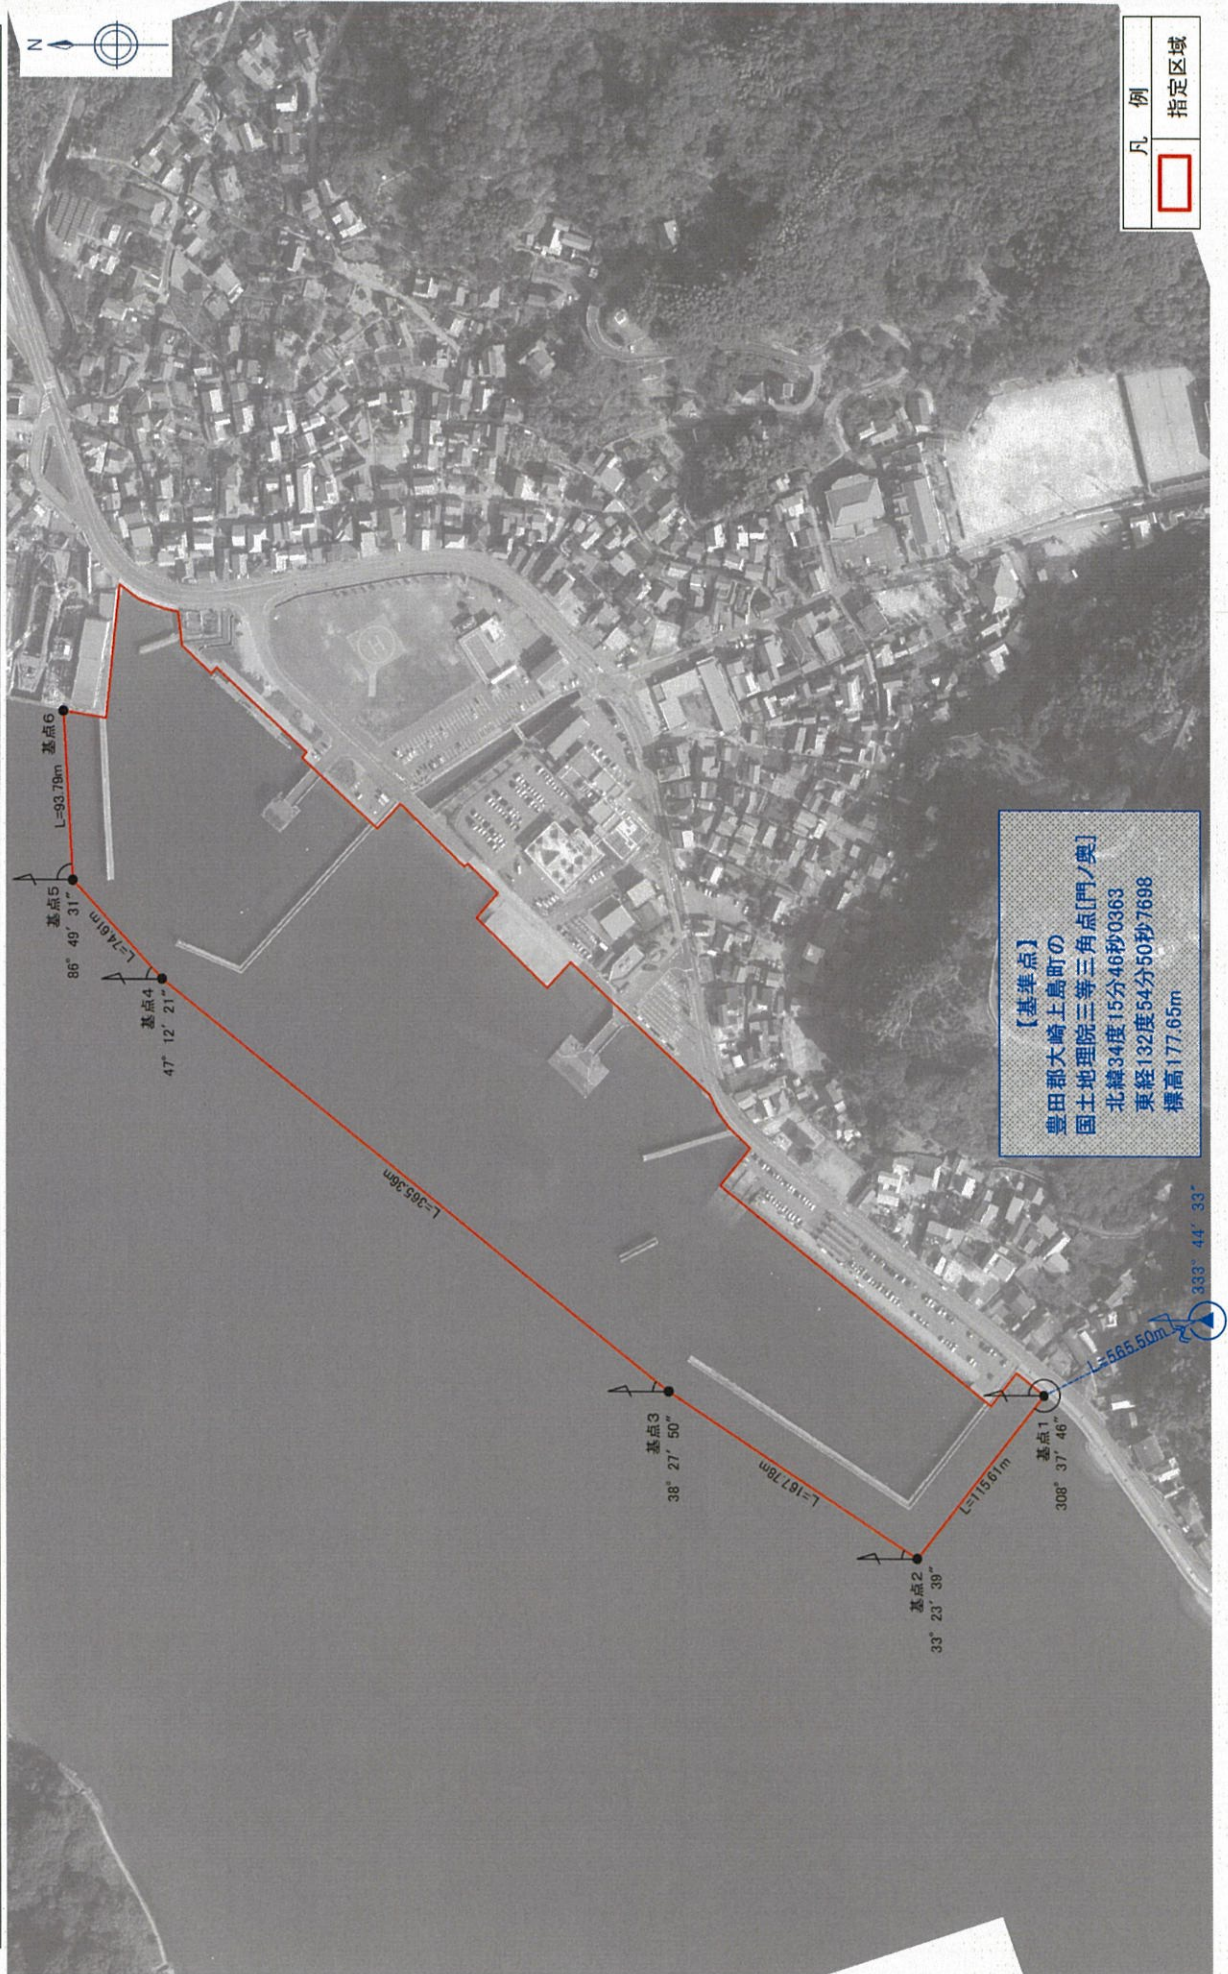 N
凡 例
指定区域
基点6
L=93.79m
基点5
86° 49′ 31″
L=74.61m
基点4
47° 12′ 21″
L=365.36m
基点3
38° 27′ 50″
L=167.78m
基点2
33° 23′ 39″
L=115.61m
基点1
308° 37′ 46″
L=565.50m
333° 44′ 33″
【基準点】
豊田郡大崎上島町の
国土地理院三等三角点[門ノ奥]
北緯34度15分46秒0363
東経132度54分50秒7698
標高177.65m